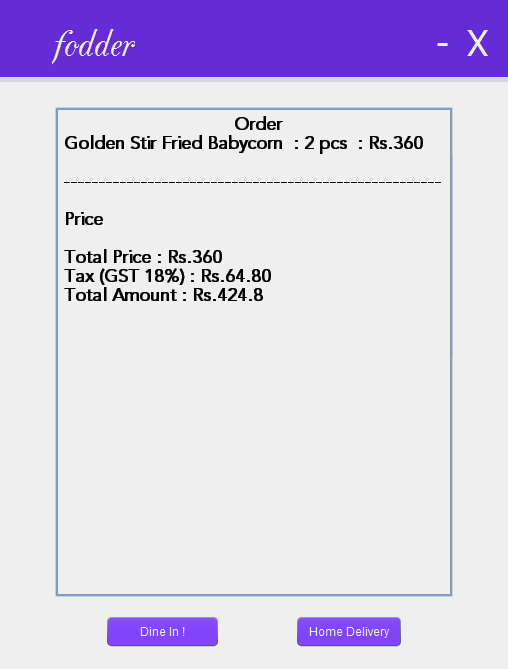 fodder
- X
Order
Golden Stir Fried Babycorn : 2 pcs : Rs.360
------------------------------------------------------
Price
Total Price : Rs.360
Tax (GST 18%) : Rs.64.80
Total Amount : Rs.424.8
Dine In !
Home Delivery